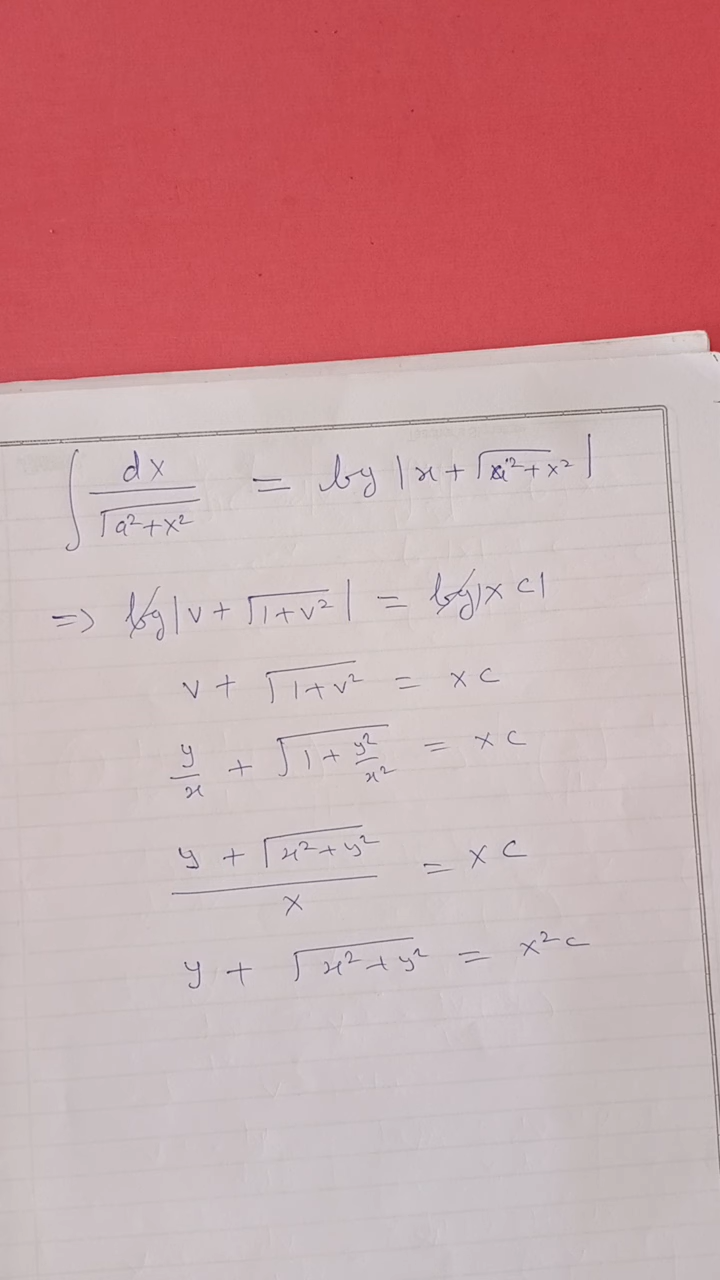 ∫ dx / √(a²+x²) = log |x + √(a²+x²)|
=> log |v + √(1+v²)| = log |x c|
v + √(1+v²) = x c
y/x + √(1 + y²/x²) = x c
(y + √(x²+y²)) / x = x c
y + √(x²+y²) = x² c